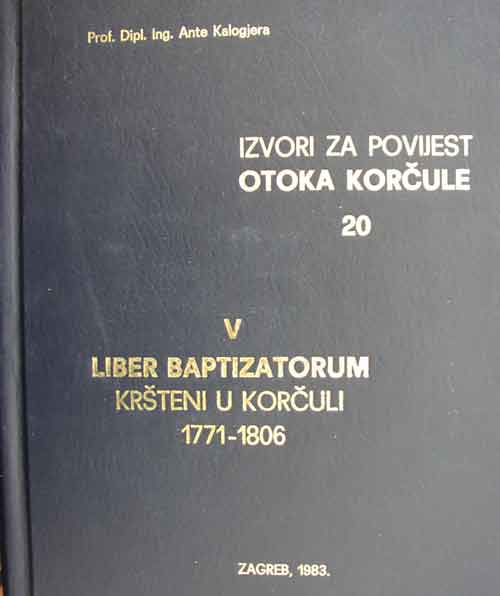 Prof. Dipl. Ing. Ante Kalogjera
IZVORI ZA POVIJEST
OTOKA KORČULE
20
V
LIBER BAPTIZATORUM
KRŠTENI U KORČULI
1771-1806
ZAGREB, 1983.